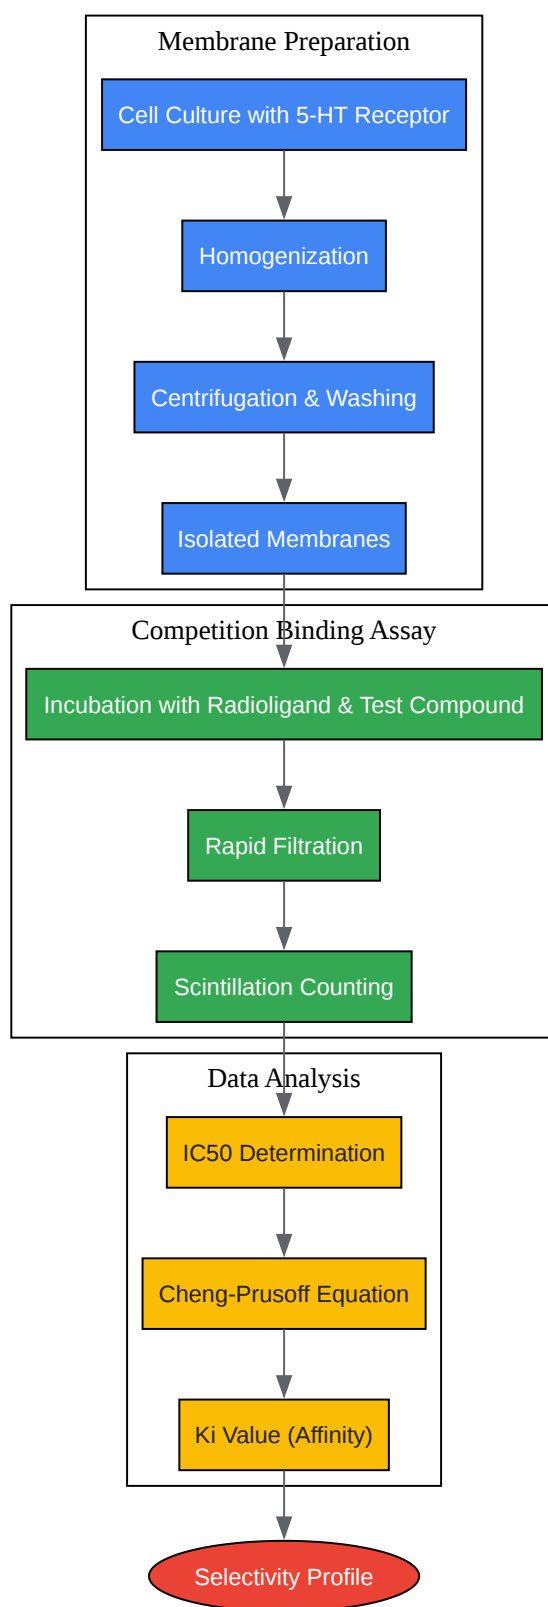 Membrane Preparation
Cell Culture with 5-HT Receptor
Homogenization
Centrifugation & Washing
Isolated Membranes
Competition Binding Assay
Incubation with Radioligand & Test Compound
Rapid Filtration
Scintillation Counting
Data Analysis
IC50 Determination
Cheng-Prusoff Equation
Ki Value (Affinity)
Selectivity Profile